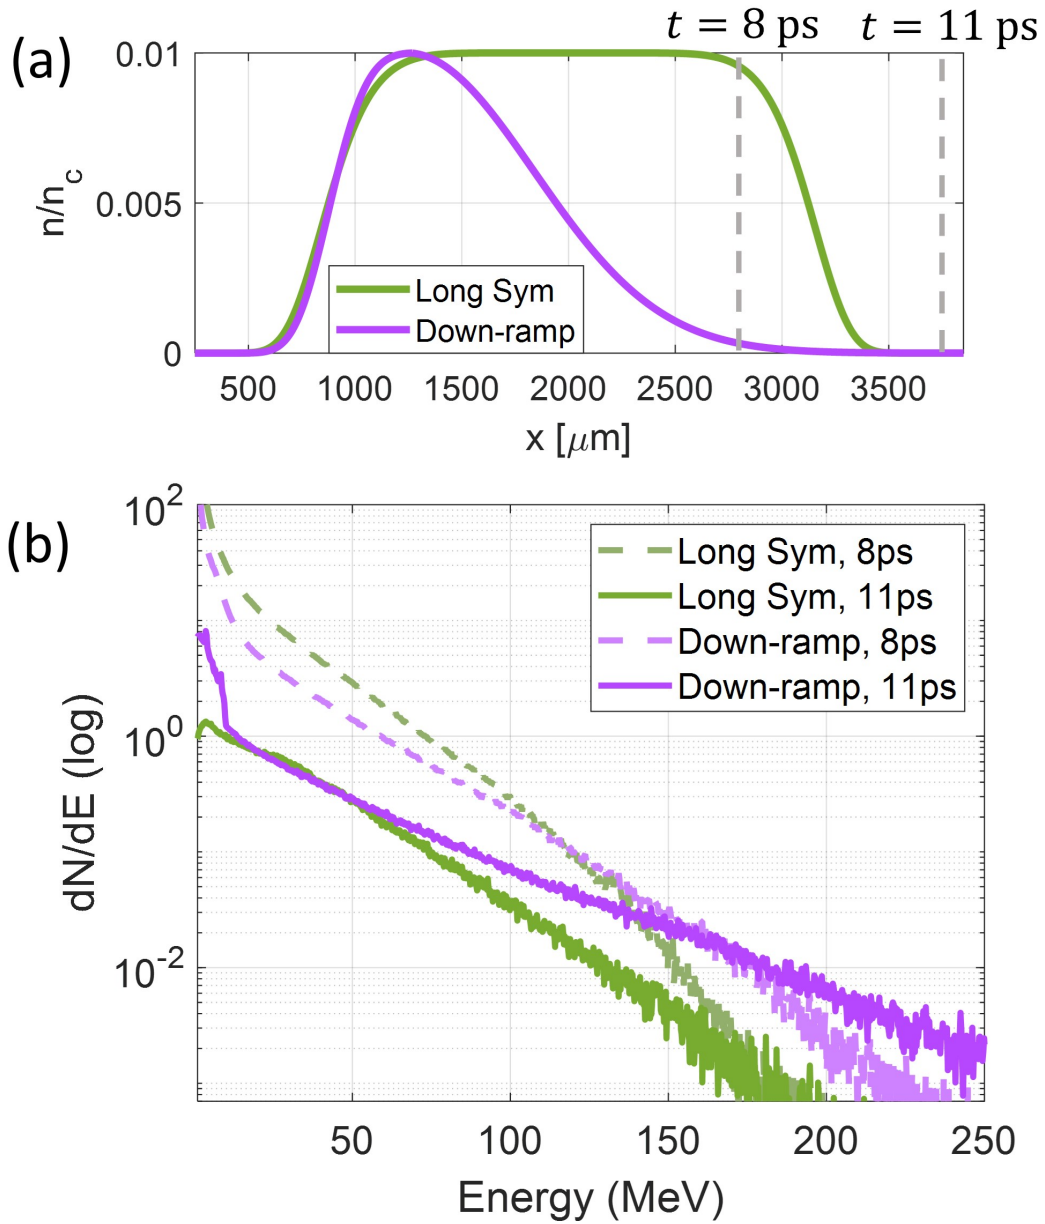 t = 8 ps
t = 11 ps
(a)
0.01
0.005
0
n/n_c
Long Sym
Down-ramp
500
1000
1500
2000
2500
3000
3500
x [μm]
(b)
10^2
10^0
10^-2
dN/dE (log)
Long Sym, 8ps
Long Sym, 11ps
Down-ramp, 8ps
Down-ramp, 11ps
50
100
150
200
250
Energy (MeV)